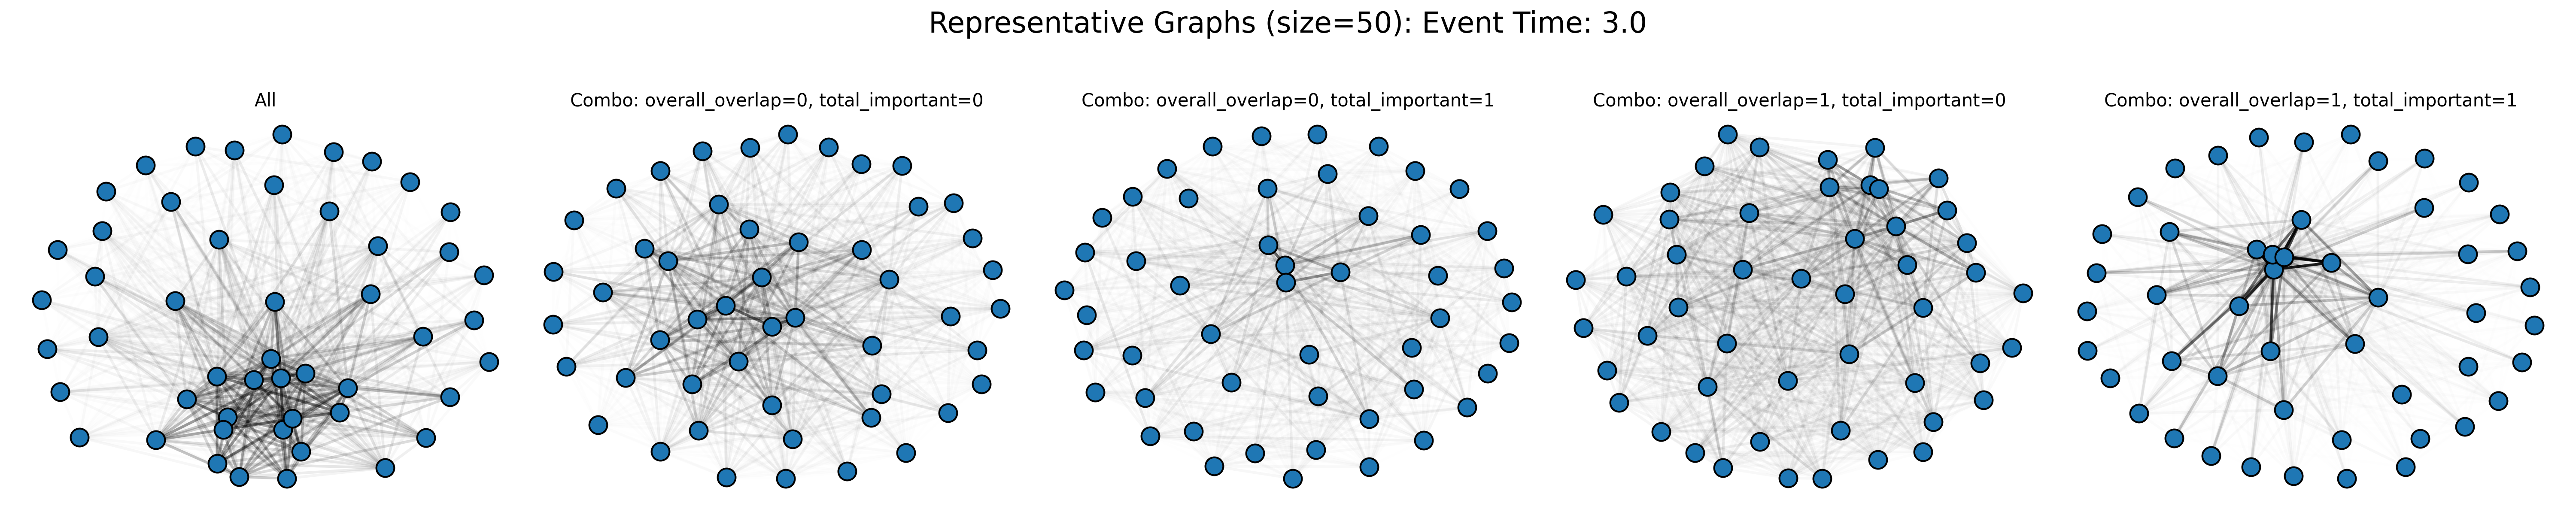 Representative Graphs (size=50): Event Time: 3.0
All
Combo: overall_overlap=0, total_important=0
Combo: overall_overlap=0, total_important=1
Combo: overall_overlap=1, total_important=0
Combo: overall_overlap=1, total_important=1